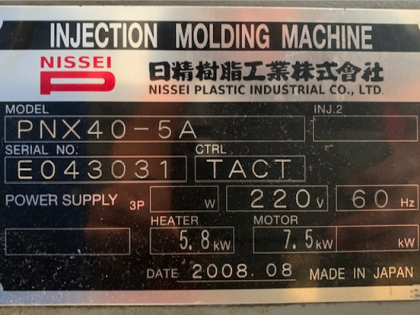 INJECTION MOLDING MACHINE
NISSEI 日精樹脂工業株式會社
NISSEI PLASTIC INDUSTRIAL CO., LTD.
MODEL INJ.2
PNX40-5A
SERIAL NO. CTRL
E043031 TACT
POWER SUPPLY 3P W 220 V 60 Hz
HEATER MOTOR
5.8 kW 7.5 kW kW
DATE 2008.08 MADE IN JAPAN